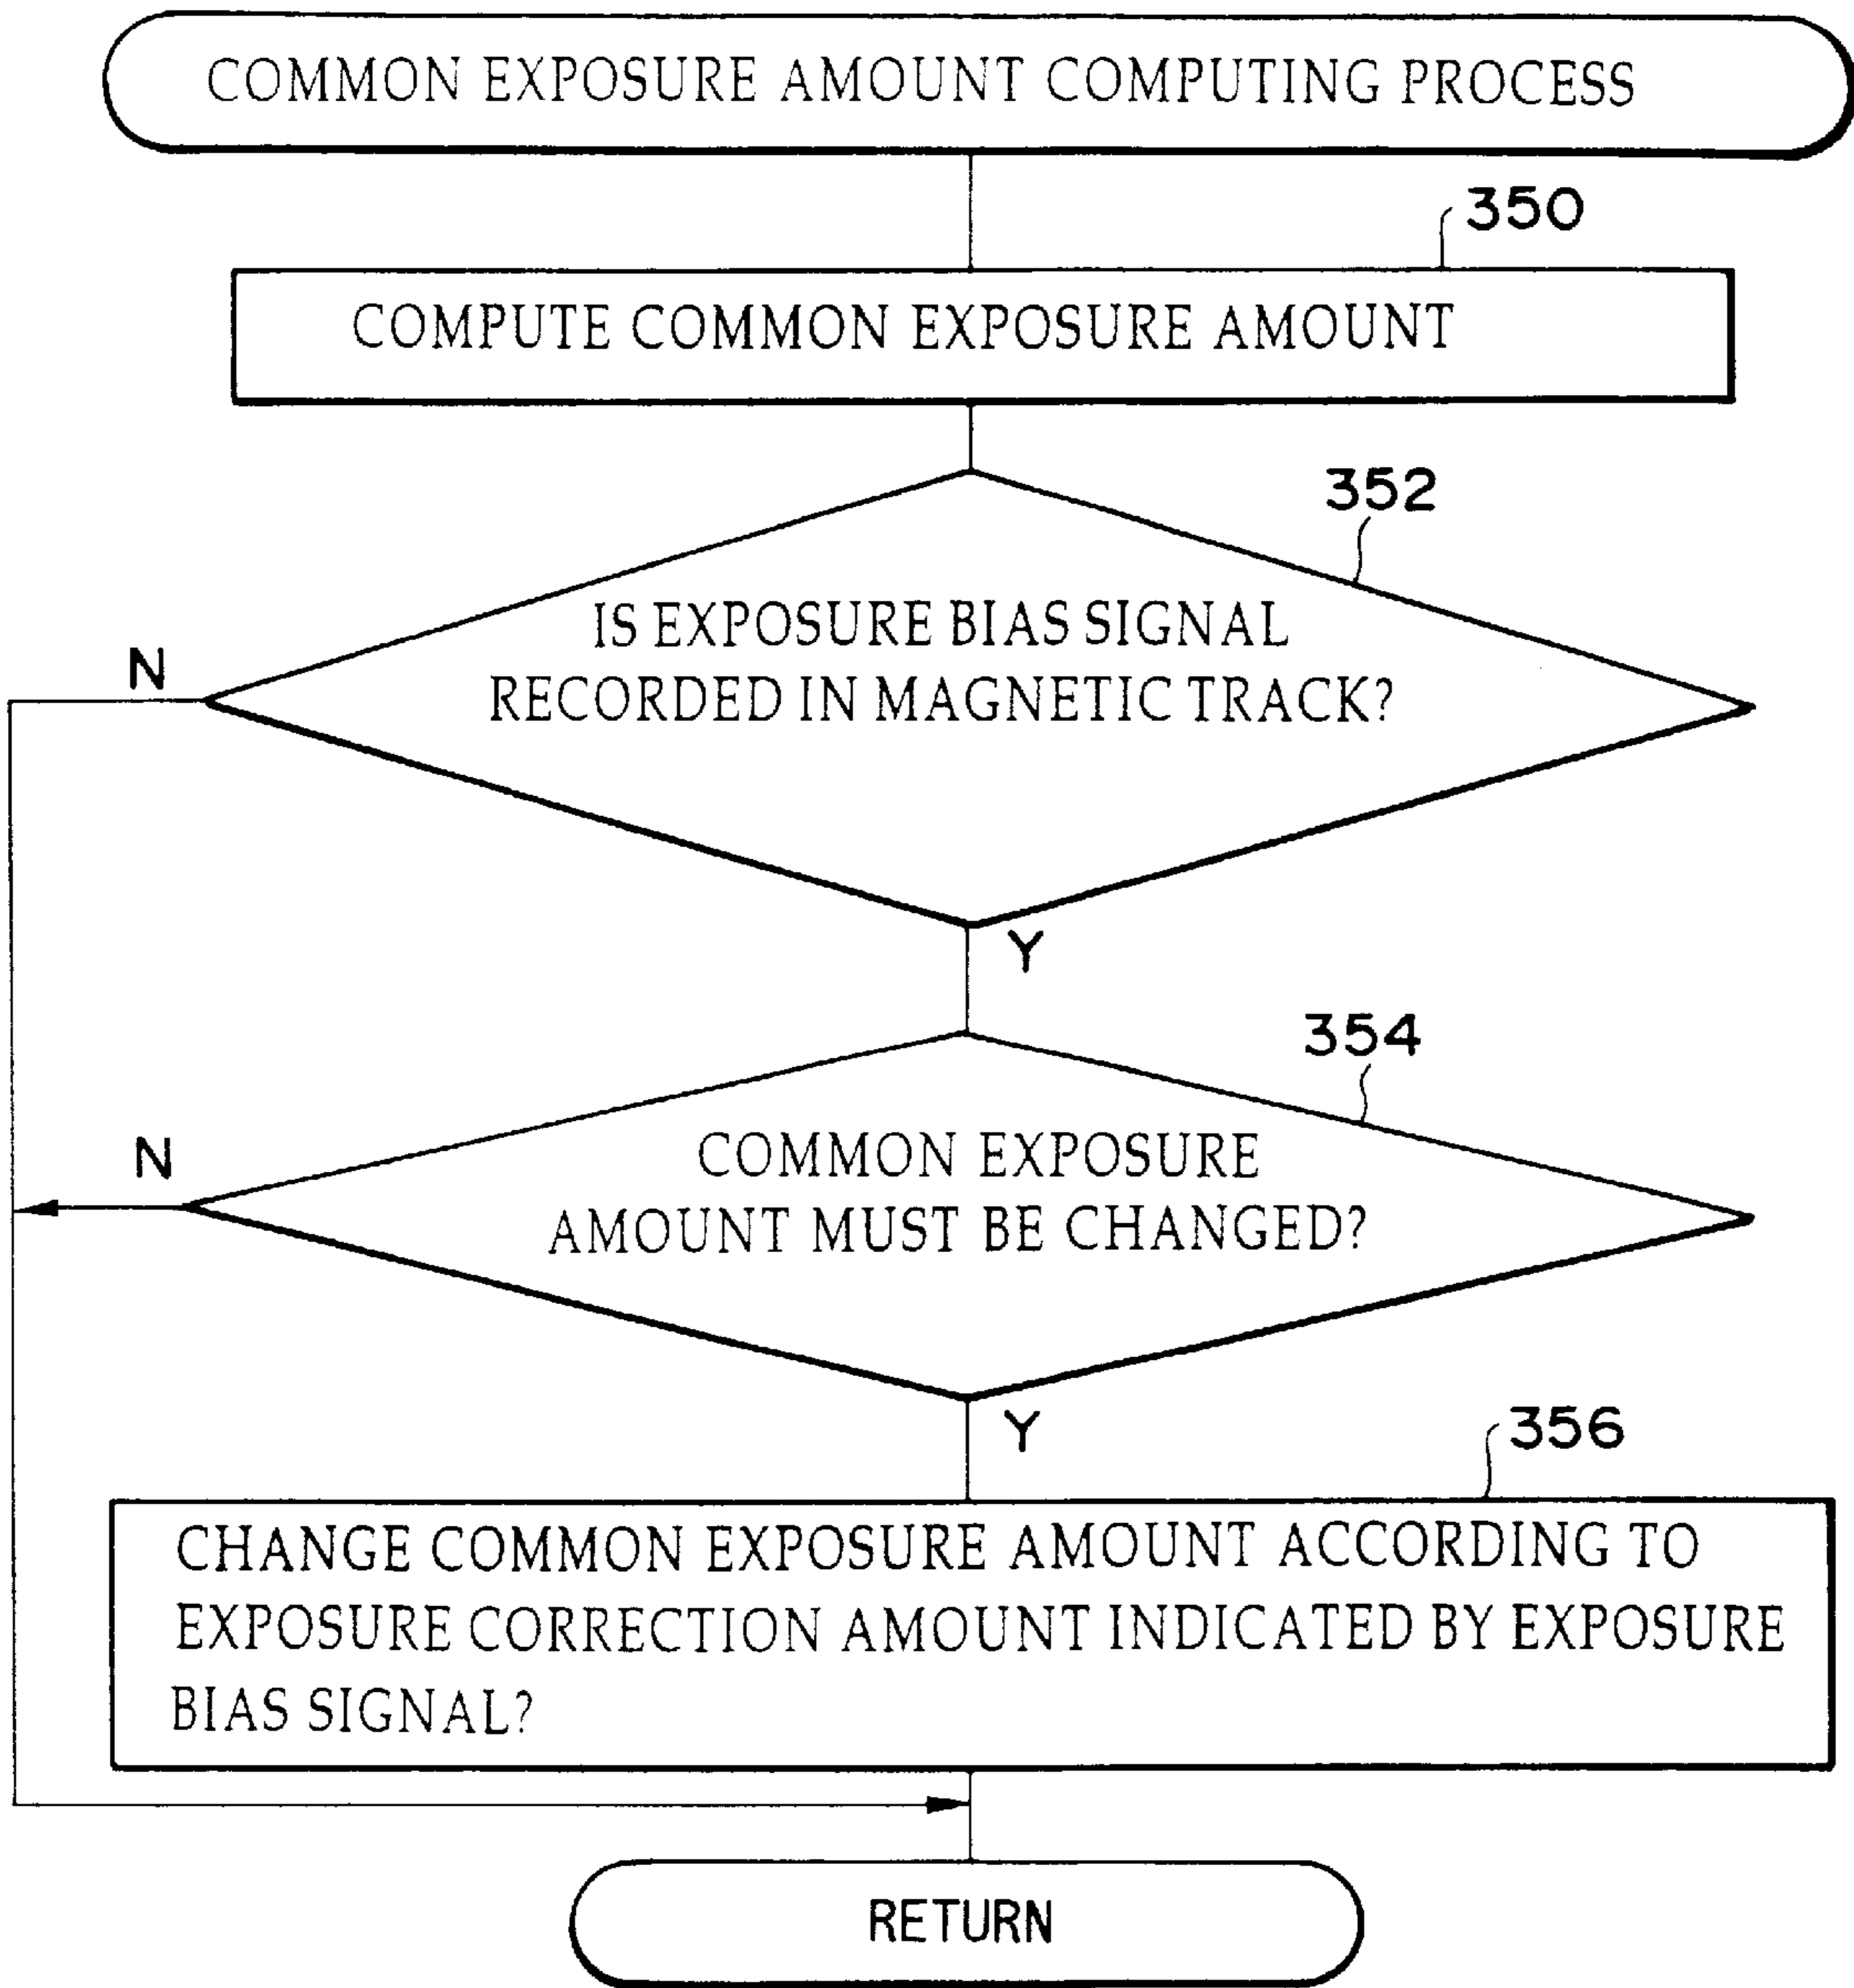 COMMON EXPOSURE AMOUNT COMPUTING PROCESS
350
COMPUTE COMMON EXPOSURE AMOUNT
352
IS EXPOSURE BIAS SIGNAL
RECORDED IN MAGNETIC TRACK?
N
Y
354
COMMON EXPOSURE
AMOUNT MUST BE CHANGED?
N
Y
356
CHANGE COMMON EXPOSURE AMOUNT ACCORDING TO
EXPOSURE CORRECTION AMOUNT INDICATED BY EXPOSURE
BIAS SIGNAL?
RETURN